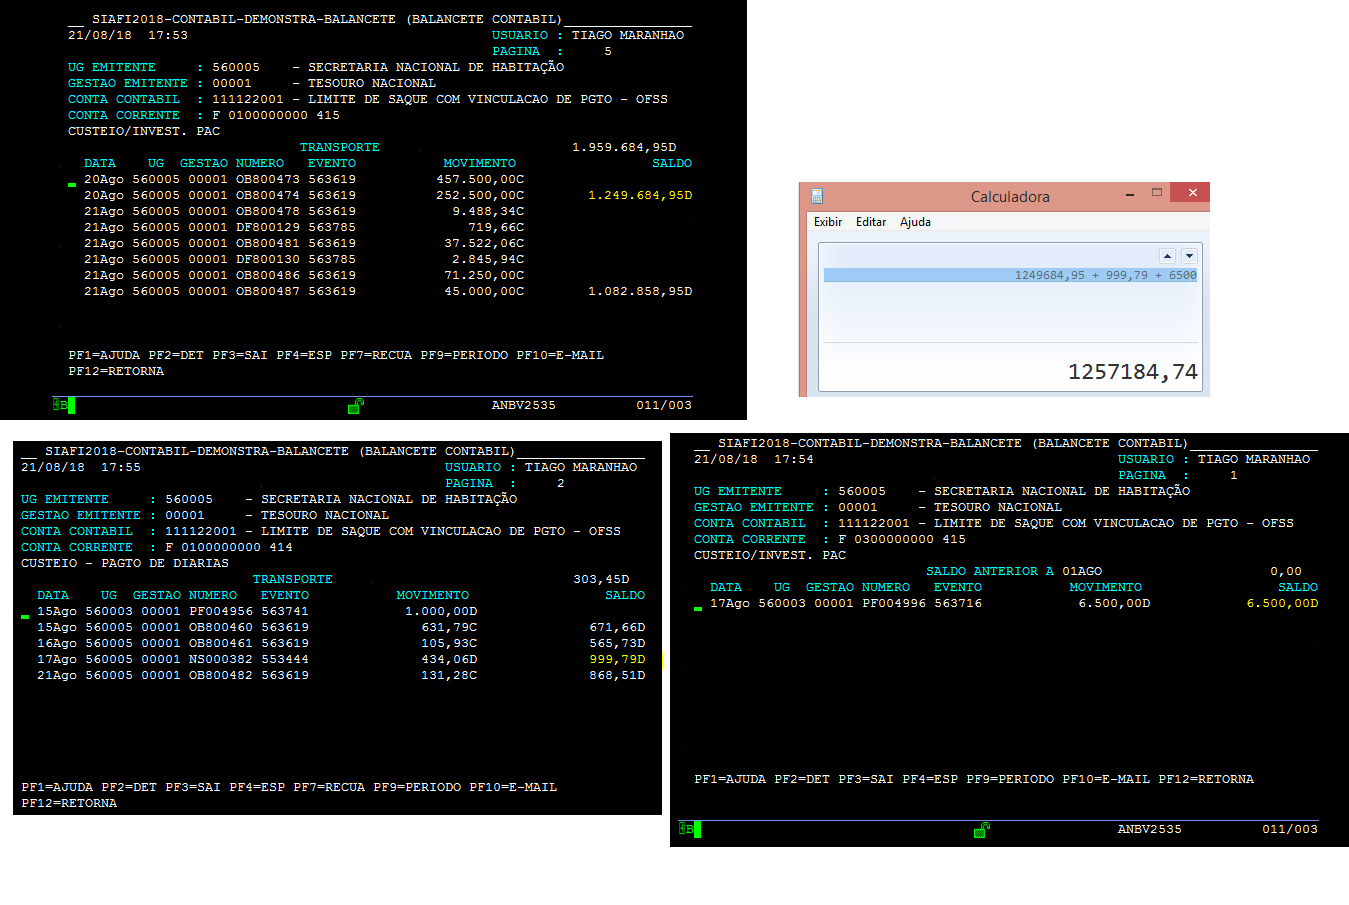 __ SIAFI2018-CONTABIL-DEMONSTRA-BALANCETE (BALANCETE CONTABIL)________________
21/08/18  17:53 USUARIO : TIAGO MARANHAO
PAGINA  : 5
UG EMITENTE : 560005 - SECRETARIA NACIONAL DE HABITAÇÃO
GESTAO EMITENTE : 00001 - TESOURO NACIONAL
CONTA CONTABIL : 111122001 - LIMITE DE SAQUE COM VINCULACAO DE PGTO - OFSS
CONTA CORRENTE : F 0100000000 415
CUSTEIO/INVEST. PAC
TRANSPORTE 1.959.684,95D
DATA UG GESTAO NUMERO EVENTO MOVIMENTO SALDO
20Ago 560005 00001 OB800473 563619 457.500,00C
20Ago 560005 00001 OB800474 563619 252.500,00C 1.249.684,95D
21Ago 560005 00001 OB800478 563619 9.488,34C
21Ago 560005 00001 DF800129 563785 719,66C
21Ago 560005 00001 OB800481 563619 37.522,06C
21Ago 560005 00001 DF800130 563785 2.845,94C
21Ago 560005 00001 OB800486 563619 71.250,00C
21Ago 560005 00001 OB800487 563619 45.000,00C 1.082.858,95D
PF1=AJUDA PF2=DET PF3=SAI PF4=ESP PF7=RECUA PF9=PERIODO PF10=E-MAIL
PF12=RETORNA
B ANBV2535 011/003
Calculadora
Exibir Editar Ajuda
1249684,95 + 999,79 + 6500
1257184,74
__ SIAFI2018-CONTABIL-DEMONSTRA-BALANCETE (BALANCETE CONTABIL)________________
21/08/18  17:55 USUARIO : TIAGO MARANHAO
PAGINA  : 2
UG EMITENTE : 560005 - SECRETARIA NACIONAL DE HABITAÇÃO
GESTAO EMITENTE : 00001 - TESOURO NACIONAL
CONTA CONTABIL : 111122001 - LIMITE DE SAQUE COM VINCULACAO DE PGTO - OFSS
CONTA CORRENTE : F 0100000000 414
CUSTEIO - PAGTO DE DIARIAS
TRANSPORTE 303,45D
DATA UG GESTAO NUMERO EVENTO MOVIMENTO SALDO
15Ago 560003 00001 PF004956 563741 1.000,00D
15Ago 560005 00001 OB800460 563619 631,79C 671,66D
16Ago 560005 00001 OB800461 563619 105,93C 565,73D
17Ago 560005 00001 NS000382 553444 434,06D 999,79D
21Ago 560005 00001 OB800482 563619 131,28C 868,51D
PF1=AJUDA PF2=DET PF3=SAI PF4=ESP PF7=RECUA PF9=PERIODO PF10=E-MAIL
PF12=RETORNA
__ SIAFI2018-CONTABIL-DEMONSTRA-BALANCETE (BALANCETE CONTABIL)________________
21/08/18  17:54 USUARIO : TIAGO MARANHAO
PAGINA  : 1
UG EMITENTE : 560005 - SECRETARIA NACIONAL DE HABITAÇÃO
GESTAO EMITENTE : 00001 - TESOURO NACIONAL
CONTA CONTABIL : 111122001 - LIMITE DE SAQUE COM VINCULACAO DE PGTO - OFSS
CONTA CORRENTE : F 0300000000 415
CUSTEIO/INVEST. PAC
SALDO ANTERIOR A 01AGO 0,00
DATA UG GESTAO NUMERO EVENTO MOVIMENTO SALDO
17Ago 560003 00001 PF004996 563716 6.500,00D 6.500,00D
PF1=AJUDA PF2=DET PF3=SAI PF4=ESP PF9=PERIODO PF10=E-MAIL PF12=RETORNA
B ANBV2535 011/003